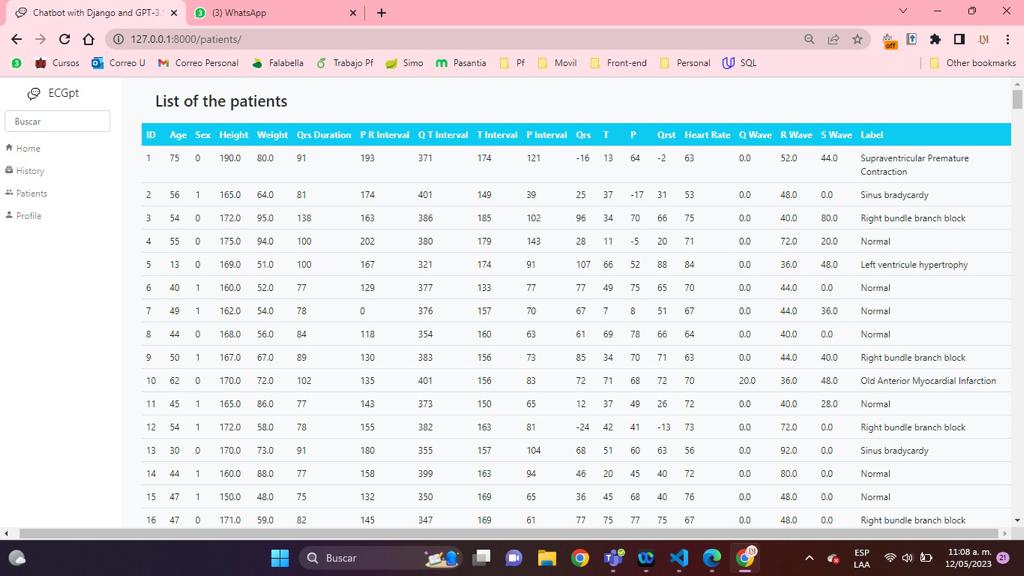 Chatbot with Django and GPT-3.
(3) WhatsApp
127.0.0.1:8000/patients/
off
Cursos Correo U Correo Personal Falabella Trabajo Pf Simo Pasantia Pf Movil Front-end Personal SQL Other bookmarks
ECGpt
Buscar
Home
History
Patients
Profile
List of the patients
ID Age Sex Height Weight Qrs Duration P R Interval Q T Interval T Interval P Interval Qrs T P Qrst Heart Rate Q Wave R Wave S Wave Label
1 75 0 190.0 80.0 91 193 371 174 121 -16 13 64 -2 63 0.0 52.0 44.0 Supraventricular Premature
Contraction
2 56 1 165.0 64.0 81 174 401 149 39 25 37 -17 31 53 0.0 48.0 0.0 Sinus bradycardy
3 54 0 172.0 95.0 138 163 386 185 102 96 34 70 66 75 0.0 40.0 80.0 Right bundle branch block
4 55 0 175.0 94.0 100 202 380 179 143 28 11 -5 20 71 0.0 72.0 20.0 Normal
5 13 0 169.0 51.0 100 167 321 174 91 107 66 52 88 84 0.0 36.0 48.0 Left ventricule hypertrophy
6 40 1 160.0 52.0 77 129 377 133 77 77 49 75 65 70 0.0 44.0 0.0 Normal
7 49 1 162.0 54.0 78 0 376 157 70 67 7 8 51 67 0.0 44.0 36.0 Normal
8 44 0 168.0 56.0 84 118 354 160 63 61 69 78 66 64 0.0 40.0 0.0 Normal
9 50 1 167.0 67.0 89 130 383 156 73 85 34 70 71 63 0.0 44.0 40.0 Right bundle branch block
10 62 0 170.0 72.0 102 135 401 156 83 72 71 68 72 70 20.0 36.0 48.0 Old Anterior Myocardial Infarction
11 45 1 165.0 86.0 77 143 373 150 65 12 37 49 26 72 0.0 40.0 28.0 Normal
12 54 1 172.0 58.0 78 155 382 163 81 -24 42 41 -13 73 0.0 72.0 0.0 Right bundle branch block
13 30 0 170.0 73.0 91 180 355 157 104 68 51 60 63 56 0.0 92.0 0.0 Sinus bradycardy
14 44 1 160.0 88.0 77 158 399 163 94 46 20 45 40 72 0.0 80.0 0.0 Normal
15 47 1 150.0 48.0 75 132 350 169 65 36 45 68 40 76 0.0 48.0 0.0 Normal
16 47 0 171.0 59.0 82 145 347 169 61 77 75 77 75 67 0.0 48.0 0.0 Right bundle branch block
Buscar
ESP
LAA
11:08 a. m.
12/05/2023
21